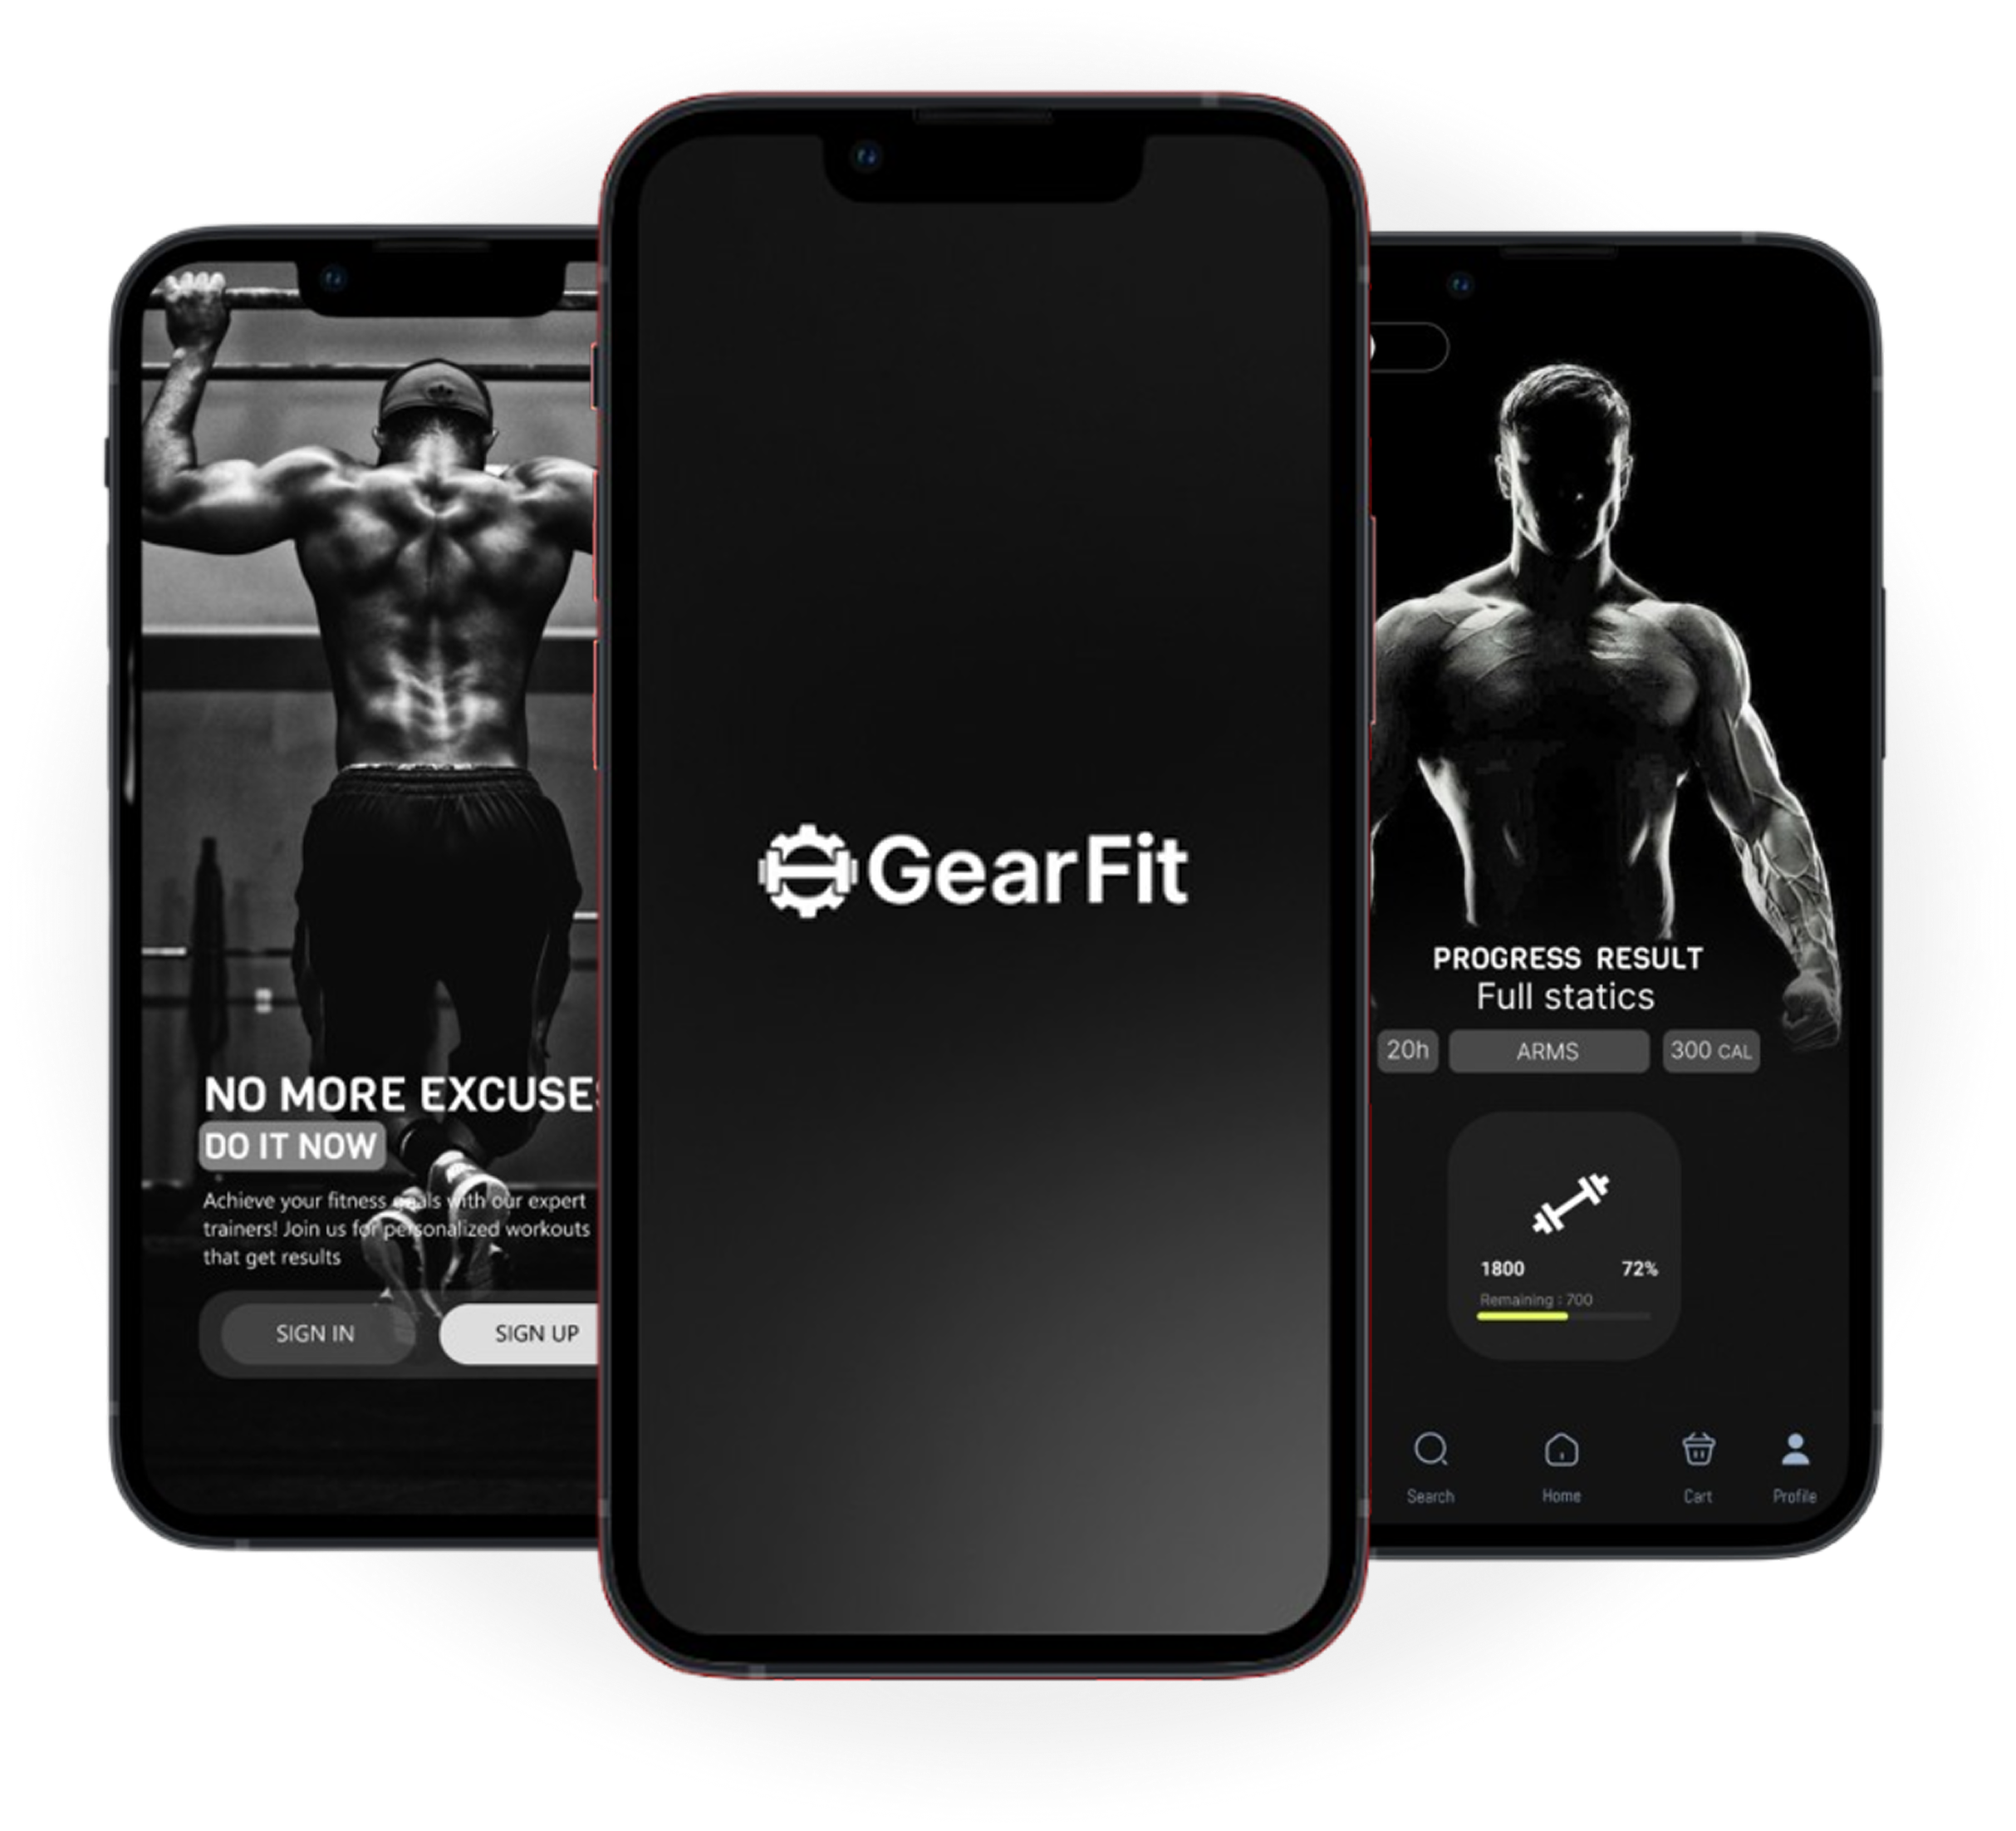 NO MORE EXCUSES
DO IT NOW
Achieve your fitness goals with our expert
trainers! Join us for personalized workouts
that get results
SIGN IN
SIGN UP
GearFit
PROGRESS RESULT
Full statics
20h
ARMS
300 CAL
1800
72%
Remaining : 700
Search
Home
Cart
Profile